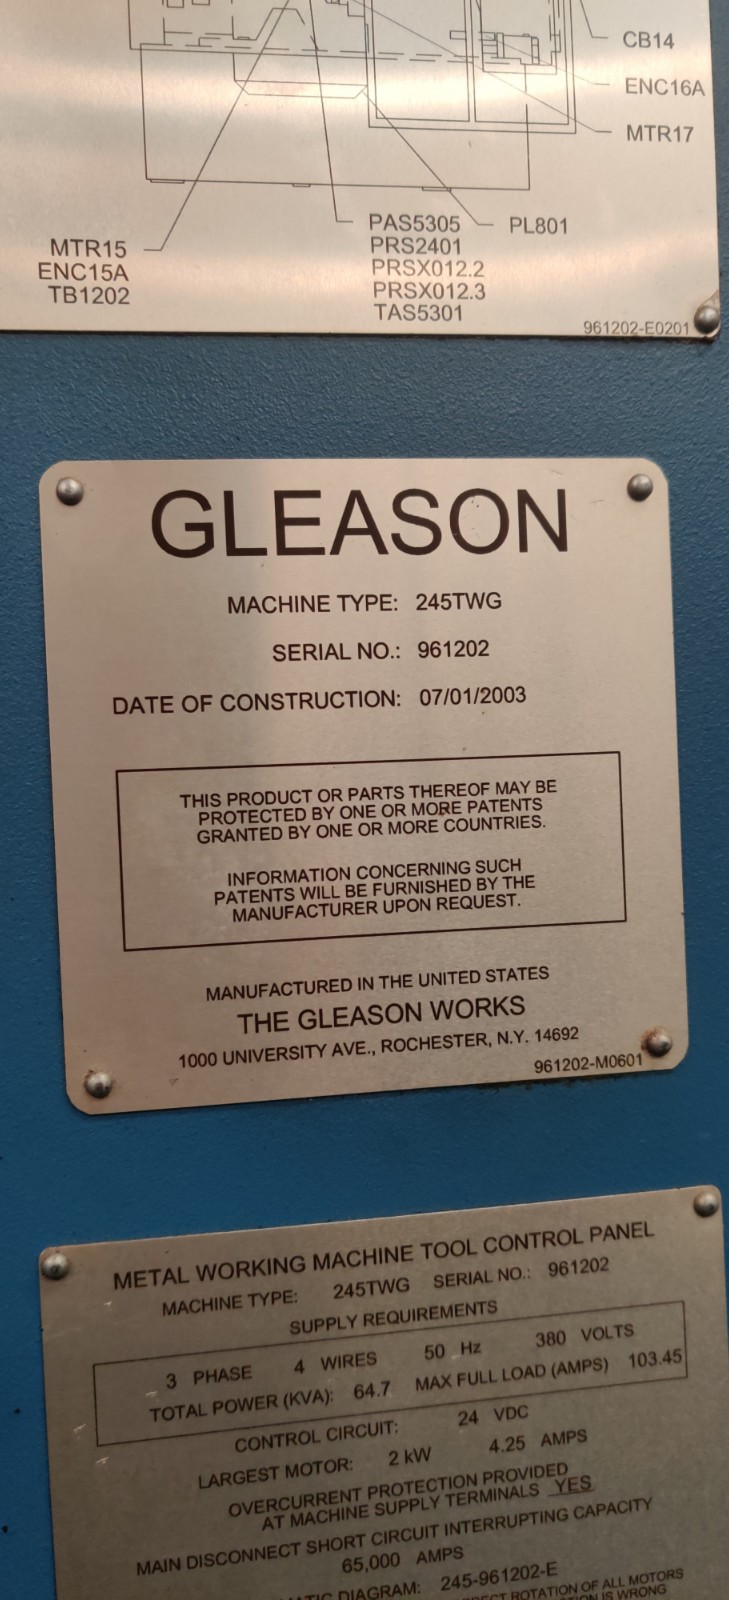 CB14
ENC16A
MTR17
PAS5305 PL801
MTR15 PRS2401
ENC15A PRSX012.2
TB1202 PRSX012.3
TAS5301
961202-E0201
GLEASON
MACHINE TYPE: 245TWG
SERIAL NO.: 961202
DATE OF CONSTRUCTION: 07/01/2003
THIS PRODUCT OR PARTS THEREOF MAY BE
PROTECTED BY ONE OR MORE PATENTS
GRANTED BY ONE OR MORE COUNTRIES.
INFORMATION CONCERNING SUCH
PATENTS WILL BE FURNISHED BY THE
MANUFACTURER UPON REQUEST.
MANUFACTURED IN THE UNITED STATES
THE GLEASON WORKS
1000 UNIVERSITY AVE., ROCHESTER, N.Y. 14692
961202-M0601
METAL WORKING MACHINE TOOL CONTROL PANEL
MACHINE TYPE: 245TWG SERIAL NO.: 961202
SUPPLY REQUIREMENTS
3 PHASE 4 WIRES 50 Hz 380 VOLTS
TOTAL POWER (KVA): 64.7 MAX FULL LOAD (AMPS) 103.45
CONTROL CIRCUIT: 24 VDC
LARGEST MOTOR: 2 kW 4.25 AMPS
OVERCURRENT PROTECTION PROVIDED
AT MACHINE SUPPLY TERMINALS YES
MAIN DISCONNECT SHORT CIRCUIT INTERRUPTING CAPACITY
65,000 AMPS
DIAGRAM: 245-961202-E
ROTATION OF ALL MOTORS
IS WRONG